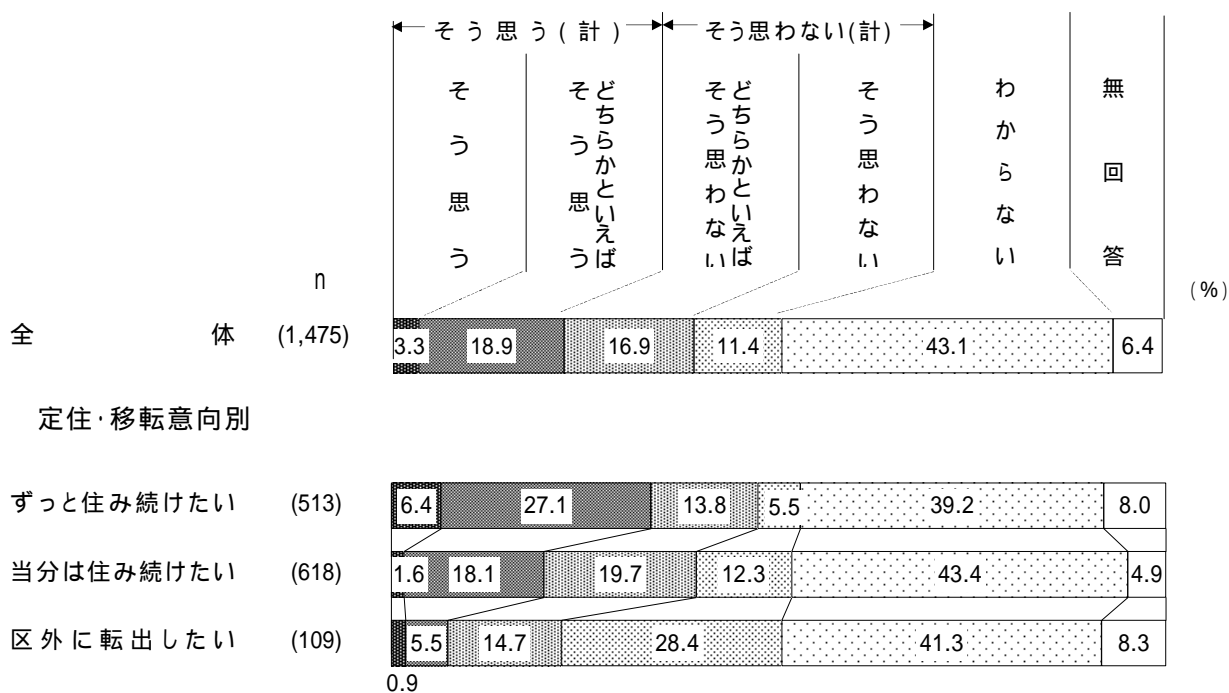 そう思う(計) そう思わない(計)
そう思う
どちらかといえば
そう思う
どちらかといえば
そう思わない
そう思わない
わからない
無回答
n
(%)
全体 (1,475) 3.3 18.9 16.9 11.4 43.1 6.4
定住･移転意向別
ずっと住み続けたい (513) 6.4 27.1 13.8 5.5 39.2 8.0
当分は住み続けたい (618) 1.6 18.1 19.7 12.3 43.4 4.9
区外に転出したい (109) 5.5 14.7 28.4 41.3 8.3
0.9